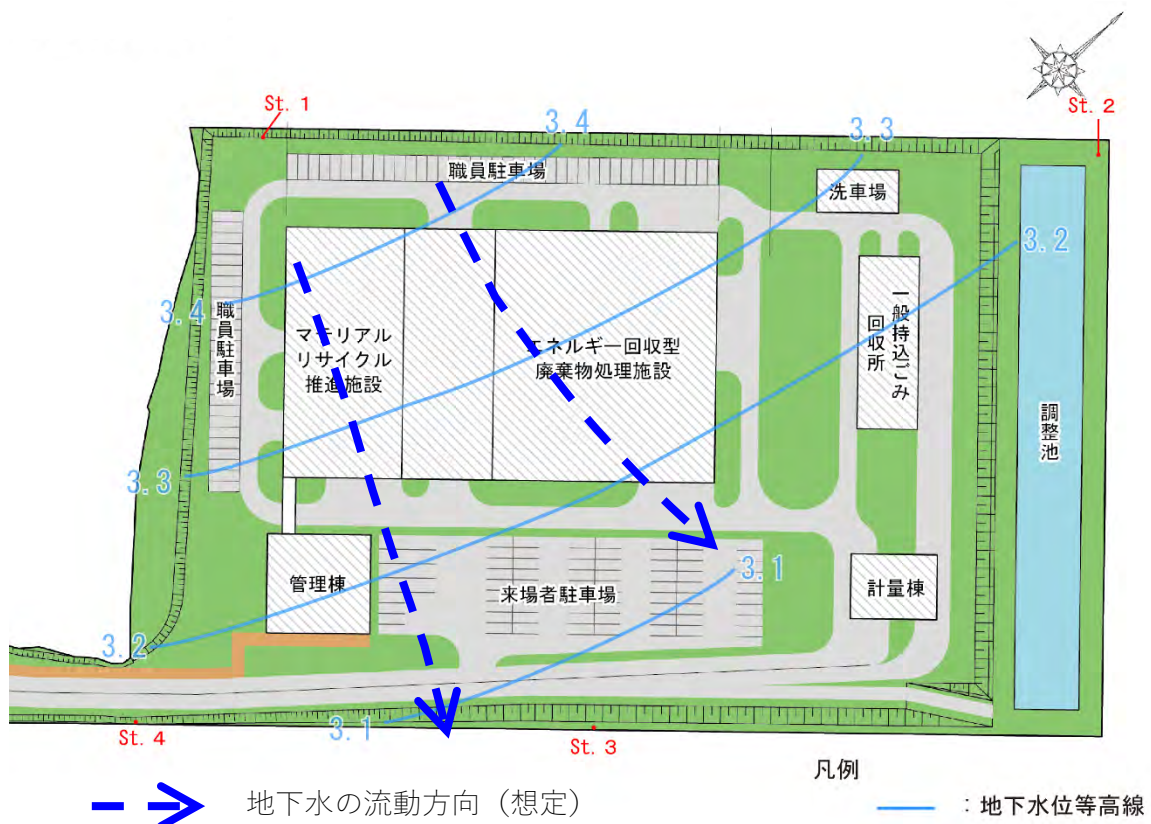 St. 1
3.4
3.3
St. 2
職員駐車場
洗車場
3.2
3.4
職員駐車場
マテリアル
リサイクル
推進施設
エネルギー回収型
廃棄物処理施設
一般持込ごみ
回収所
調整池
3.3
3.1
管理棟
来場者駐車場
計量棟
3.2
3.1
St. 4
St. 3
凡例
地下水の流動方向（想定）
：地下水位等高線